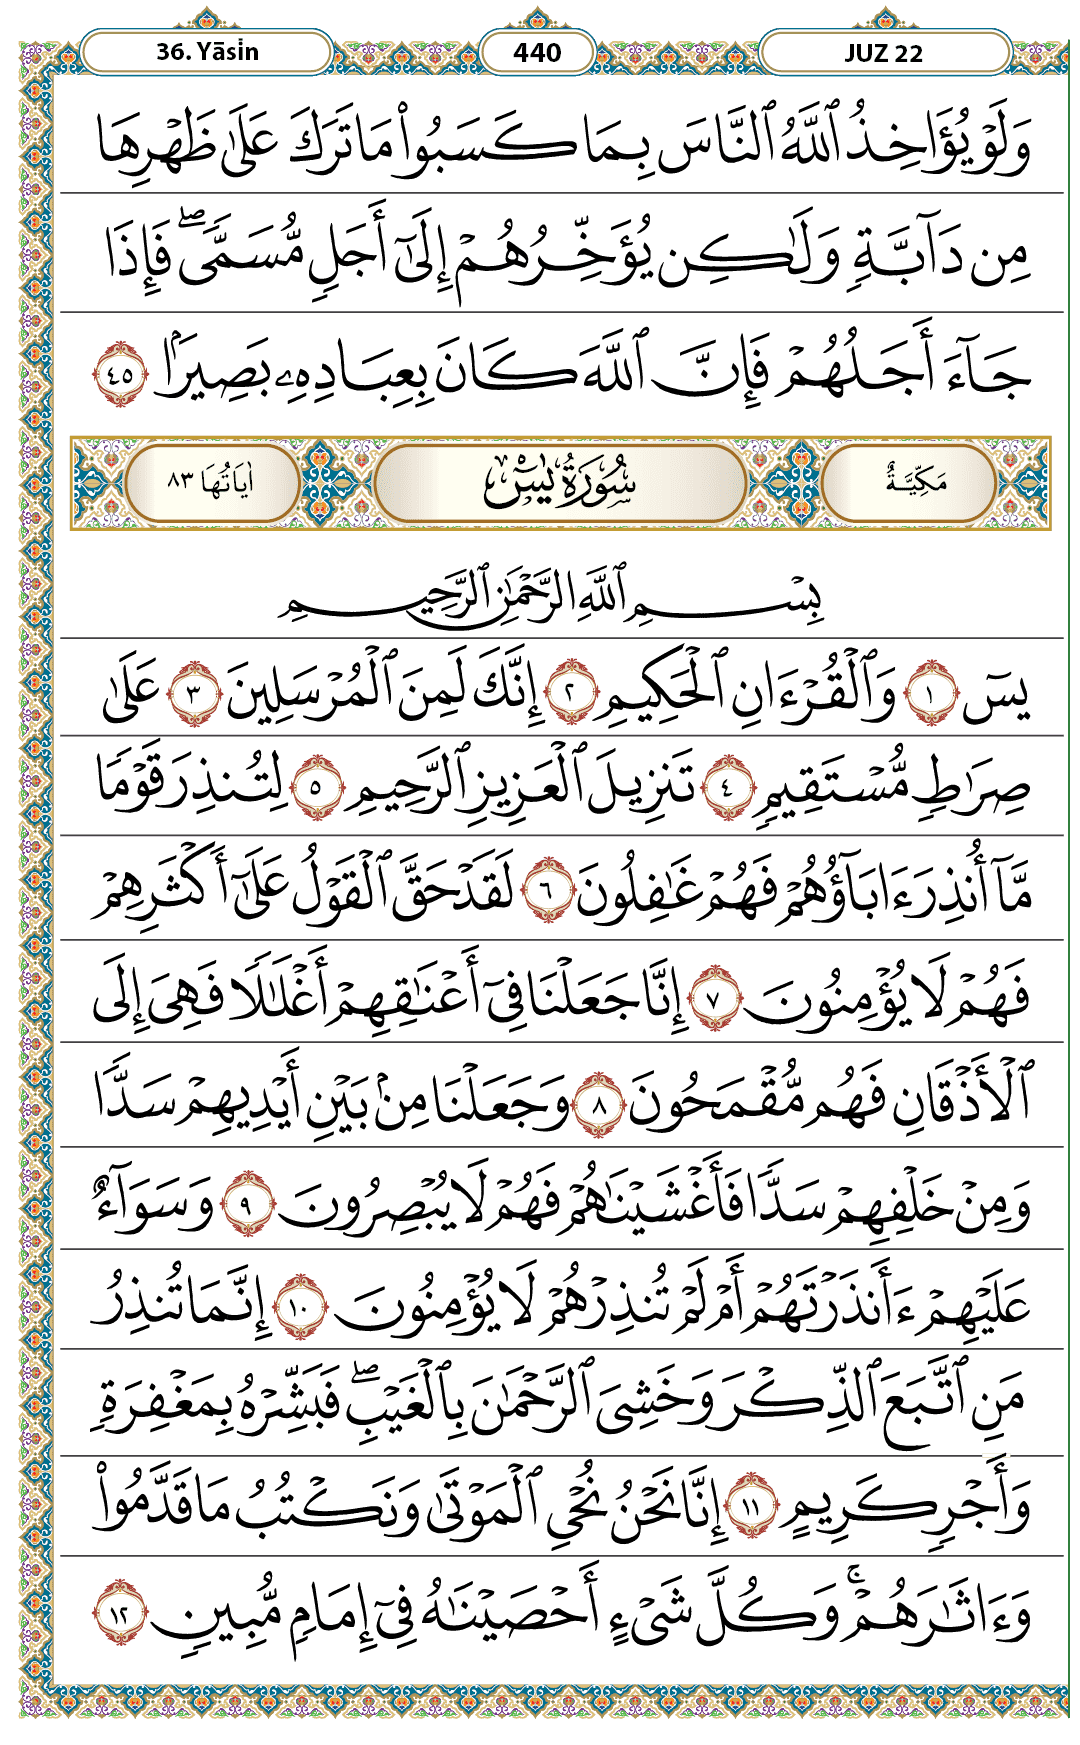 36. Yāsin 440 JUZ 22
وَلَوْ يُؤَاخِذُ ٱللَّهُ ٱلنَّاسَ بِمَا كَسَبُوا۟ مَا تَرَكَ عَلَىٰ ظَهْرِهَا
مِن دَآبَّةٍ وَلَـٰكِن يُؤَخِّرُهُمْ إِلَىٰٓ أَجَلٍ مُّسَمًّى ۖ فَإِذَا
جَآءَ أَجَلُهُمْ فَإِنَّ ٱللَّهَ كَانَ بِعِبَادِهِۦ بَصِيرًۢا ٤٥
مَكِّيَّةٌ سُورَةُ يٰسٓ اٰيَاتُهَا ٨٣
بِسْمِ ٱللَّهِ ٱلرَّحْمَـٰنِ ٱلرَّحِيمِ
يسٓ ١ وَٱلْقُرْءَانِ ٱلْحَكِيمِ ٢ إِنَّكَ لَمِنَ ٱلْمُرْسَلِينَ ٣ عَلَىٰ
صِرَٰطٍ مُّسْتَقِيمٍ ٤ تَنزِيلَ ٱلْعَزِيزِ ٱلرَّحِيمِ ٥ لِتُنذِرَ قَوْمًا
مَّآ أُنذِرَ ءَابَآؤُهُمْ فَهُمْ غَـٰفِلُونَ ٦ لَقَدْ حَقَّ ٱلْقَوْلُ عَلَىٰٓ أَكْثَرِهِمْ
فَهُمْ لَا يُؤْمِنُونَ ٧ إِنَّا جَعَلْنَا فِىٓ أَعْنَـٰقِهِمْ أَغْلَـٰلًا فَهِىَ إِلَى
ٱلْأَذْقَانِ فَهُم مُّقْمَحُونَ ٨ وَجَعَلْنَا مِنۢ بَيْنِ أَيْدِيهِمْ سَدًّا
وَمِنْ خَلْفِهِمْ سَدًّا فَأَغْشَيْنَـٰهُمْ فَهُمْ لَا يُبْصِرُونَ ٩ وَسَوَآءٌ
عَلَيْهِمْ ءَأَنذَرْتَهُمْ أَمْ لَمْ تُنذِرْهُمْ لَا يُؤْمِنُونَ ١٠ إِنَّمَا تُنذِرُ
مَنِ ٱتَّبَعَ ٱلذِّكْرَ وَخَشِىَ ٱلرَّحْمَـٰنَ بِٱلْغَيْبِ ۖ فَبَشِّرْهُ بِمَغْفِرَةٍ
وَأَجْرٍ كَرِيمٍ ١١ إِنَّا نَحْنُ نُحْىِ ٱلْمَوْتَىٰ وَنَكْتُبُ مَا قَدَّمُوا۟
وَءَاثَـٰرَهُمْ ۚ وَكُلَّ شَىْءٍ أَحْصَيْنَـٰهُ فِىٓ إِمَامٍ مُّبِينٍ ١٢